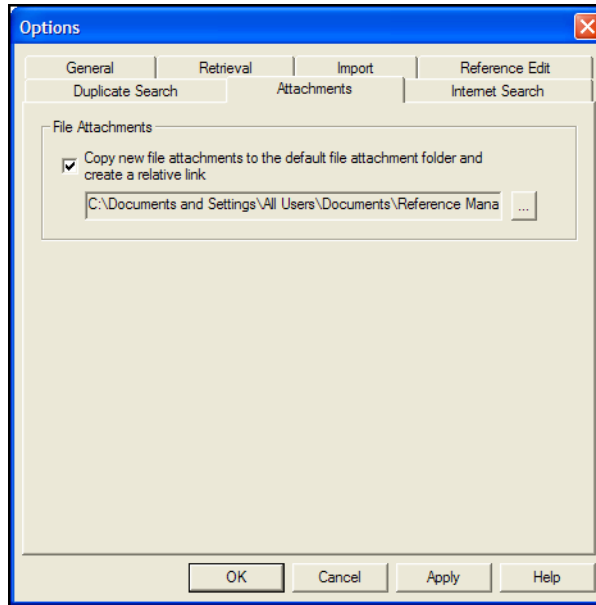 Options
General Retrieval Import Reference Edit
Duplicate Search Attachments Internet Search
File Attachments
Copy new file attachments to the default file attachment folder and
create a relative link
C:\Documents and Settings\All Users\Documents\Reference Mana ...
OK Cancel Apply Help